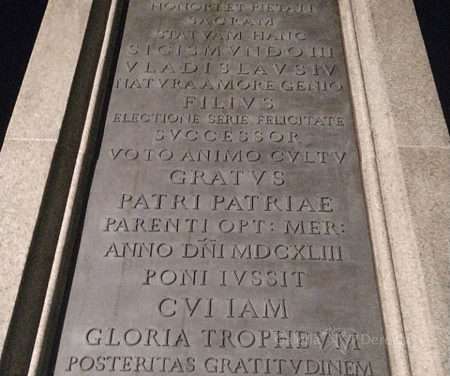 HONORI ET PIETATI
SACRAM
STATVAM HANC
SIGISMVNDO III
VLADISLAVS IV
NATVRA AMORE GENIO
FILIVS
ELECTIONE SERIE FELICITATE
SVCCESSOR
VOTO ANIMO CVLTV
GRATVS
PATRI PATRIAE
PARENTI OPT: MER:
ANNO DÑI MDCXLIII
PONI IVSSIT
CVI IAM
GLORIA TROPHEVM
POSTERITAS GRATITVDINEM